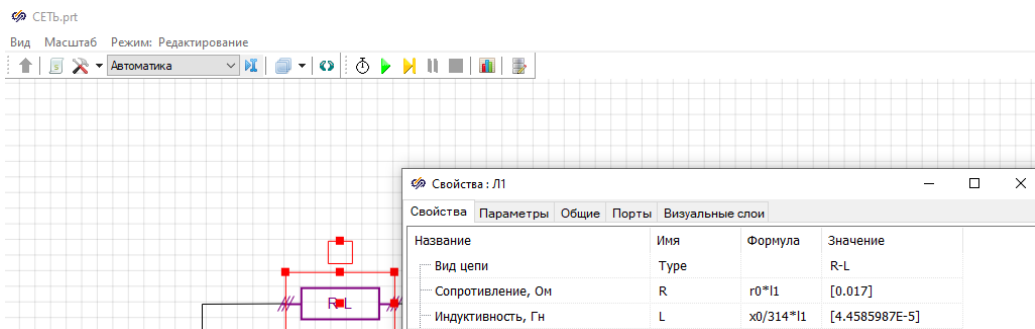 СЕТЬ.prt
Вид Масштаб Режим: Редактирование
Автоматика
Свойства : Л1
Свойства Параметры Общие Порты Визуальные слои
Название Имя Формула Значение
Вид цепи Type R-L
Сопротивление, Ом R r0*l1 [0.017]
R-L
Индуктивность, Гн L x0/314*l1 [4.4585987E-5]